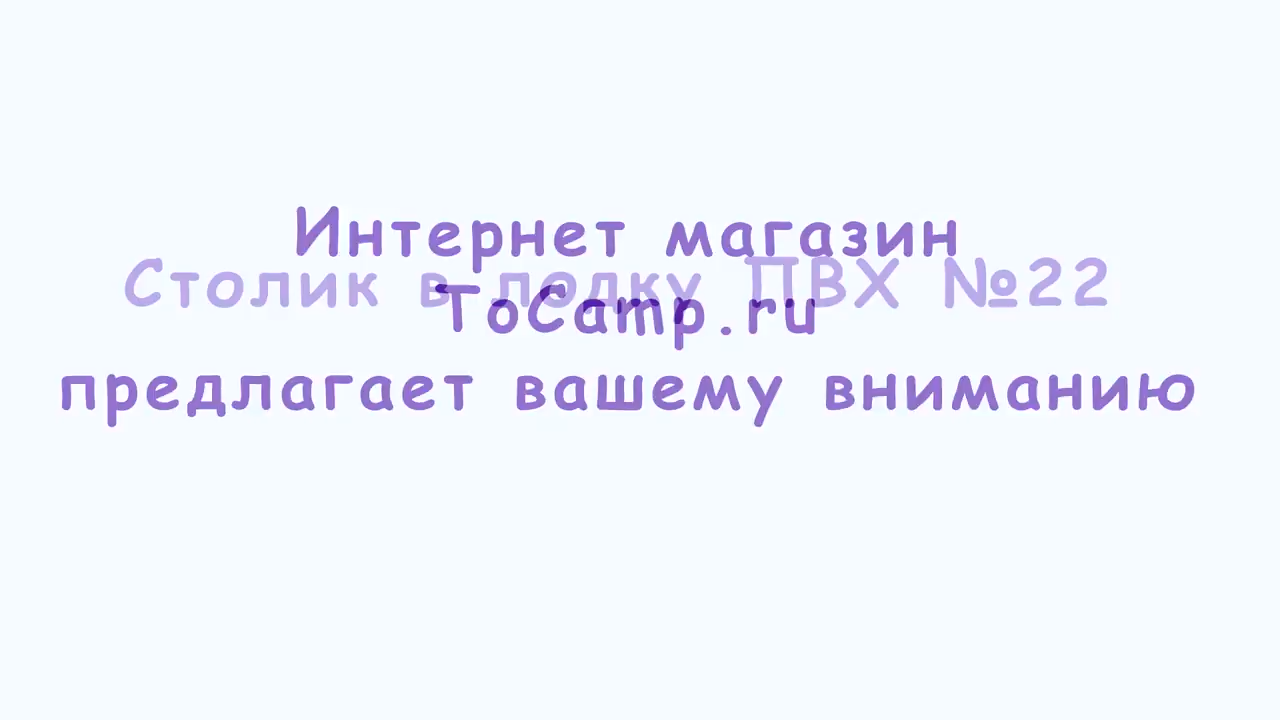 Интернет магазин
Столик в лодку ПВХ №22
ToCamp.ru
предлагает вашему вниманию